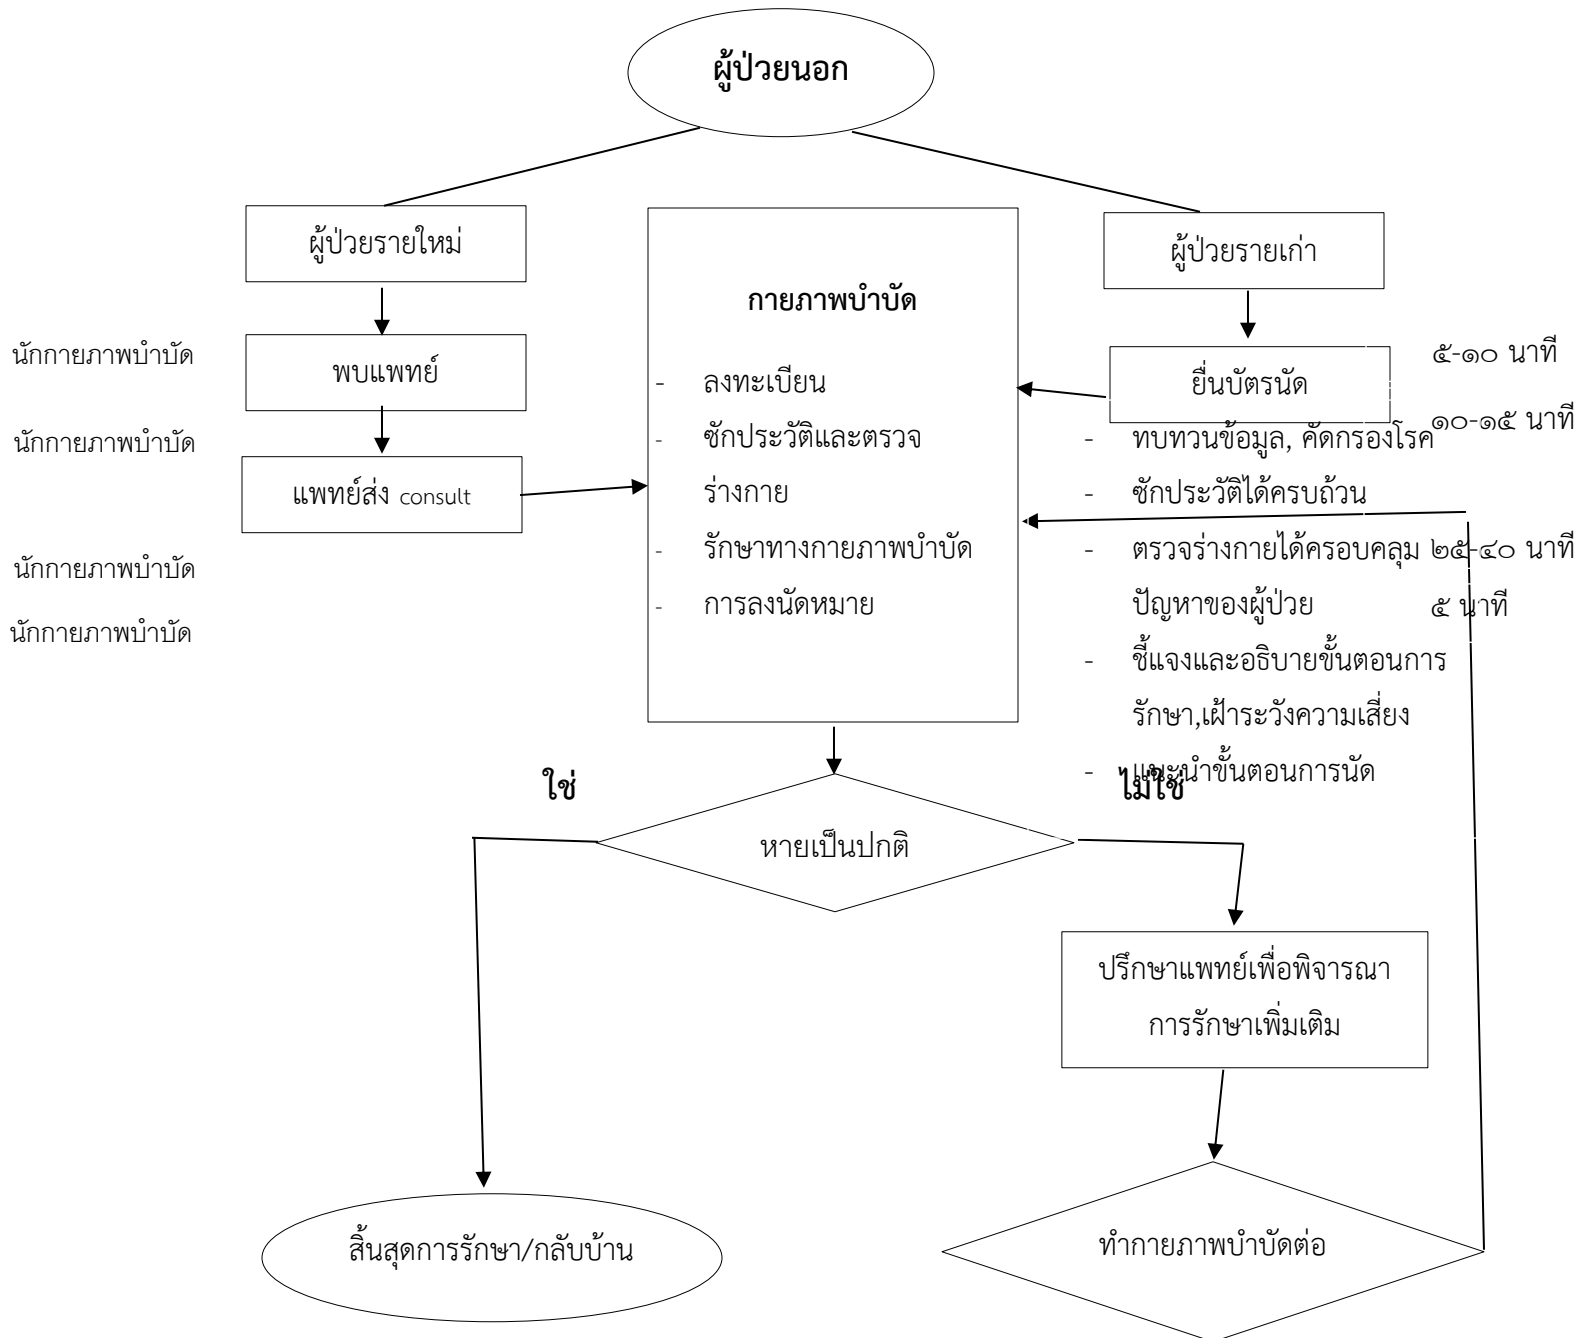 ผู้ป่วยนอก
ผู้ป่วยรายใหม่
ผู้ป่วยรายเก่า
กายภาพบำบัด
นักกายภาพบำบัด
พบแพทย์
ยื่นบัตรนัด
๕-๑๐ นาที
- ลงทะเบียน
นักกายภาพบำบัด
- ซักประวัติและตรวจ
ร่างกาย
- ทบทวนข้อมูล, คัดกรองโรค
๑๐-๑๕ นาที
แพทย์ส่ง consult
- ซักประวัติได้ครบถ้วน
นักกายภาพบำบัด
- รักษาทางกายภาพบำบัด
- ตรวจร่างกายได้ครอบคลุม
ปัญหาของผู้ป่วย
๒๕-๔๐ นาที
นักกายภาพบำบัด
- การลงนัดหมาย
๕ นาที
- ชี้แจงและอธิบายขั้นตอนการ
รักษา,เฝ้าระวังความเสี่ยง
- แนะนำขั้นตอนการนัด
ใช่
ไม่ใช่
หายเป็นปกติ
ปรึกษาแพทย์เพื่อพิจารณา
การรักษาเพิ่มเติม
สิ้นสุดการรักษา/กลับบ้าน
ทำกายภาพบำบัดต่อ